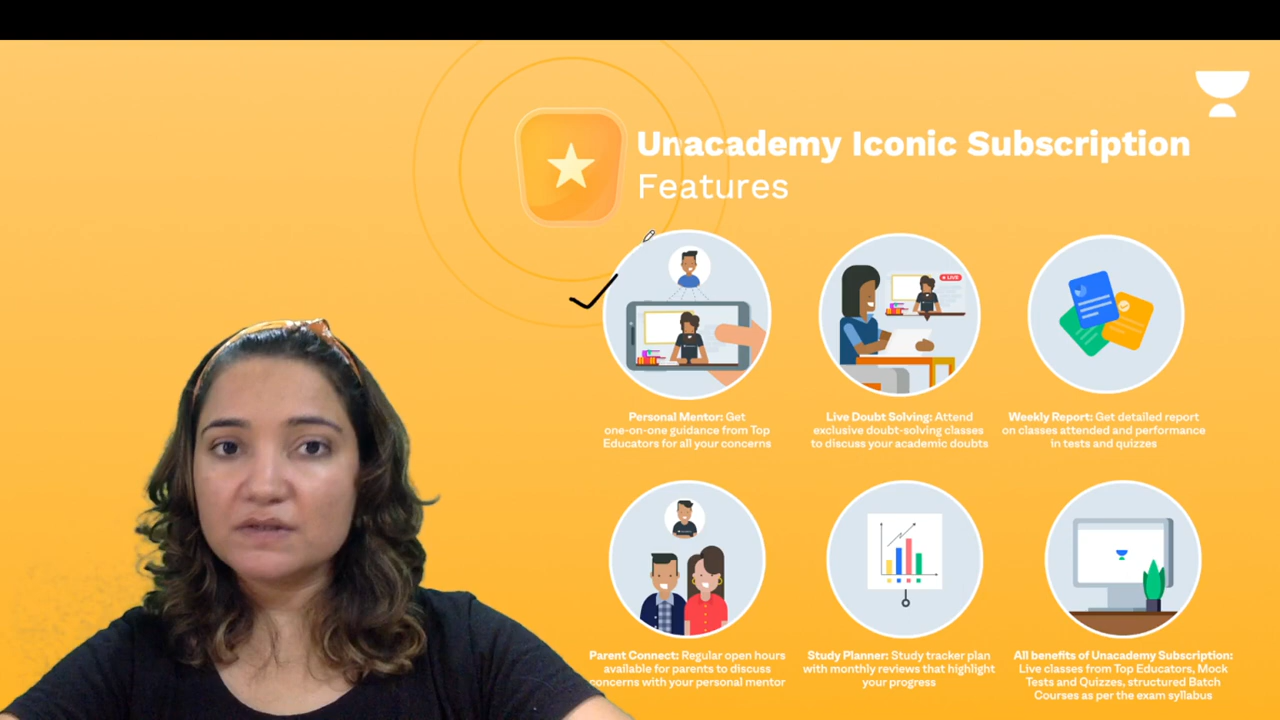 Unacademy Iconic Subscription
Features
LIVE
Personal Mentor: Get
one-on-one guidance from Top
Educators for all your concerns
Live Doubt Solving: Attend
exclusive doubt-solving classes
to discuss your academic doubts
Weekly Report: Get detailed report
on classes attended and performance
in tests and quizzes
Parent Connect: Regular open hours
available for parents to discuss
concerns with your personal mentor
Study Planner: Study tracker plan
with monthly reviews that highlight
your progress
All benefits of Unacademy Subscription:
Live classes from Top Educators, Mock
Tests and Quizzes, structured Batch
Courses as per the exam syllabus